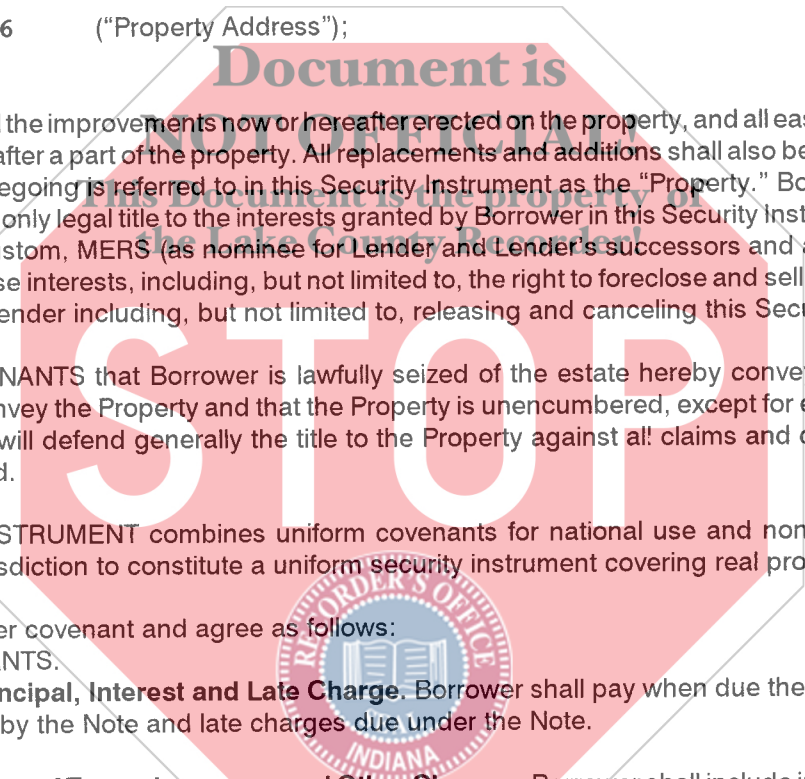 6 ("Property Address");
Document is
NOT OFFICIAL
This Document is the property of
the Lake County Recorder!
the improvements now or hereafter erected on the property, and all eas
after a part of the property. All replacements and additions shall also be
egoing is referred to in this Security Instrument as the “Property.” Bo
only legal title to the interests granted by Borrower in this Security Inst
stom, MERS (as nominee for Lender and Lender’s successors and
se interests, including, but not limited to, the right to foreclose and sell
ender including, but not limited to, releasing and canceling this Secu
STOP
NANTS that Borrower is lawfully seized of the estate hereby conve
nvey the Property and that the Property is unencumbered, except for e
will defend generally the title to the Property against all claims and
d.
STRUMENT combines uniform covenants for national use and non
sdiction to constitute a uniform security instrument covering real pro
RECORDER'S OFFICE
er covenant and agree as follows:
NTS.
ncipal, Interest and Late Charge. Borrower shall pay when due the
by the Note and late charges due under the Note.
INDIANA